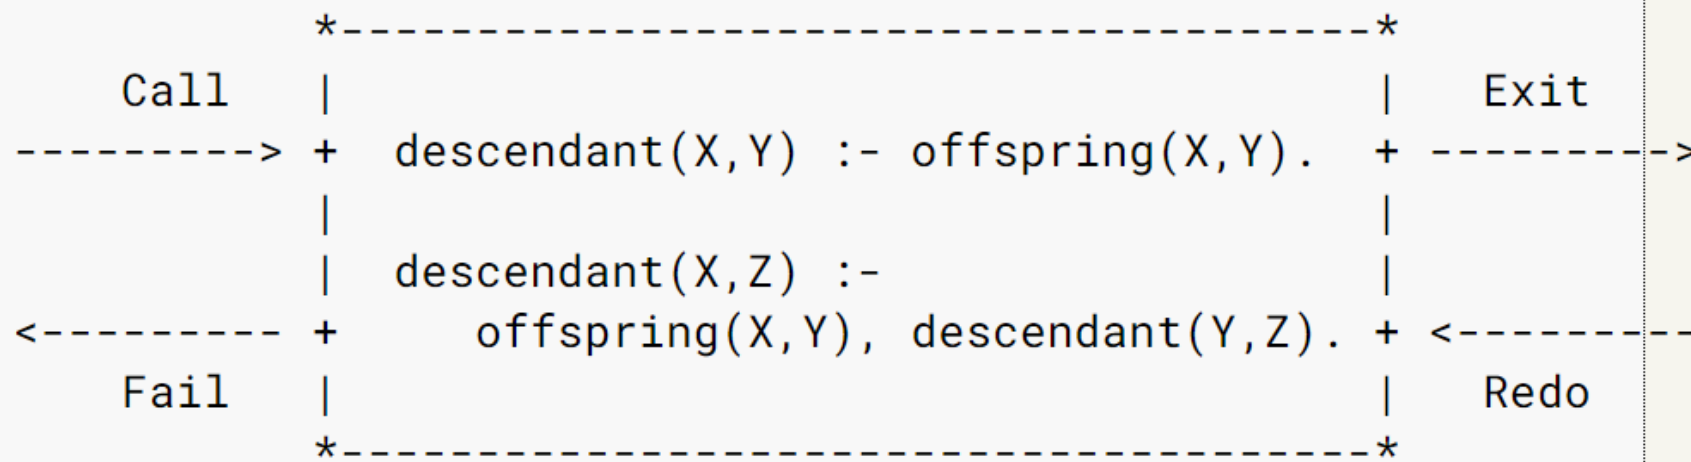 *--------------------------------------*
Call | | Exit
---------> + descendant(X,Y) :- offspring(X,Y). + --------->
| |
| descendant(X,Z) :- |
<--------- + offspring(X,Y), descendant(Y,Z). + <---------
Fail | | Redo
*--------------------------------------*